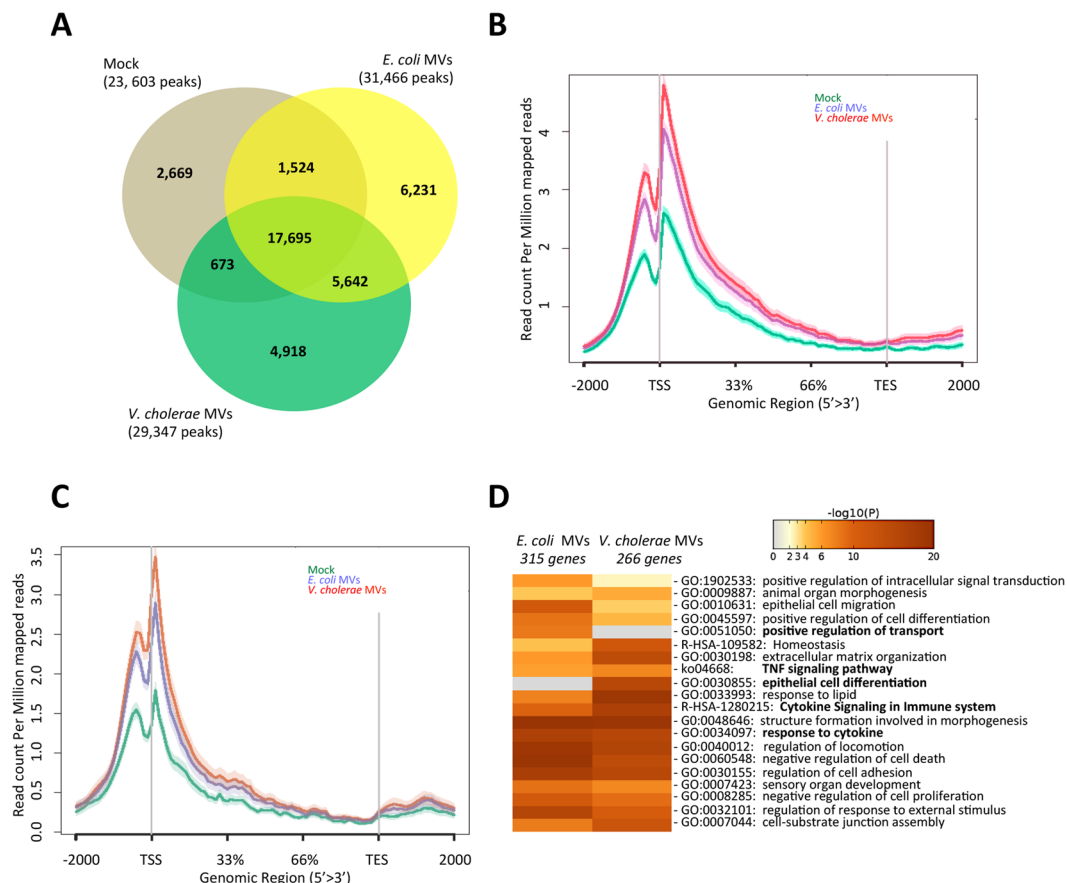 A
Mock
(23, 603 peaks)
E. coli MVs
(31,466 peaks)
2,669
1,524
6,231
17,695
673
5,642
4,918
V. cholerae MVs
(29,347 peaks)
B
Read count Per Million mapped reads
4
3
2
1
Mock
E. coli MVs
V. cholerae MVs
-2000 TSS 33% 66% TES 2000
Genomic Region (5'>3')
C
Read count Per Million mapped reads
3.5
3.0
2.5
2.0
1.5
1.0
0.5
0.0
Mock
E. coli MVs
V. cholerae MVs
-2000 TSS 33% 66% TES 2000
Genomic Region (5'>3')
D
-log10(P)
0 2 3 4 6 10 20
E. coli MVs V. cholerae MVs
315 genes 266 genes
- GO:1902533: positive regulation of intracellular signal transduction
- GO:0009887: animal organ morphogenesis
- GO:0010631: epithelial cell migration
- GO:0045597: positive regulation of cell differentiation
- GO:0051050: positive regulation of transport
- R-HSA-109582: Homeostasis
- GO:0030198: extracellular matrix organization
- ko04668: TNF signaling pathway
- GO:0030855: epithelial cell differentiation
- GO:0033993: response to lipid
- R-HSA-1280215: Cytokine Signaling in Immune system
- G0:0048646: structure formation involved in morphogenesis
- GO:0034097: response to cytokine
- G0:0040012: regulation of locomotion
- GO:0060548: negative regulation of cell death
- GO:0030155: regulation of cell adhesion
- GO:0007423: sensory organ development
- GO:0008285: negative regulation of cell proliferation
- GO:0032101: regulation of response to external stimulus
- GO:0007044: cell-substrate junction assembly